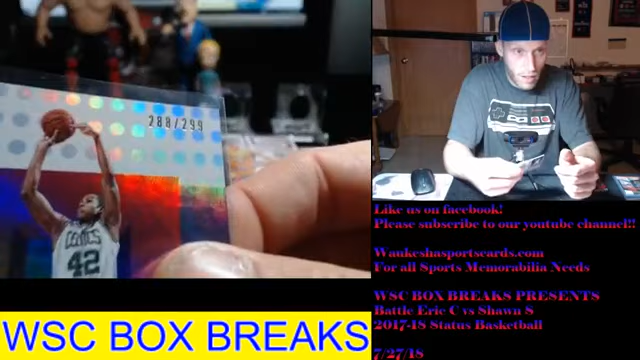 288/299
CELTICS
42
WSC BOX BREAKS
Like us on facebook!
Please subscribe to our youtube channel!!
Waukeshasportscards.com
For all Sports Memorabilia Needs
WSC BOX BREAKS PRESENTS
Battle Eric C vs Shawn S
2017-18 Status Basketball
7/27/18